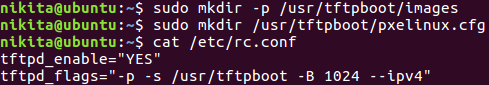 nikita@ubuntu:~$ sudo mkdir -p /usr/tftpboot/images
nikita@ubuntu:~$ sudo mkdir /usr/tftpboot/pxelinux.cfg
nikita@ubuntu:~$ cat /etc/rc.conf
tftpd_enable="YES"
tftpd_flags="-p -s /usr/tftpboot -B 1024 --ipv4"